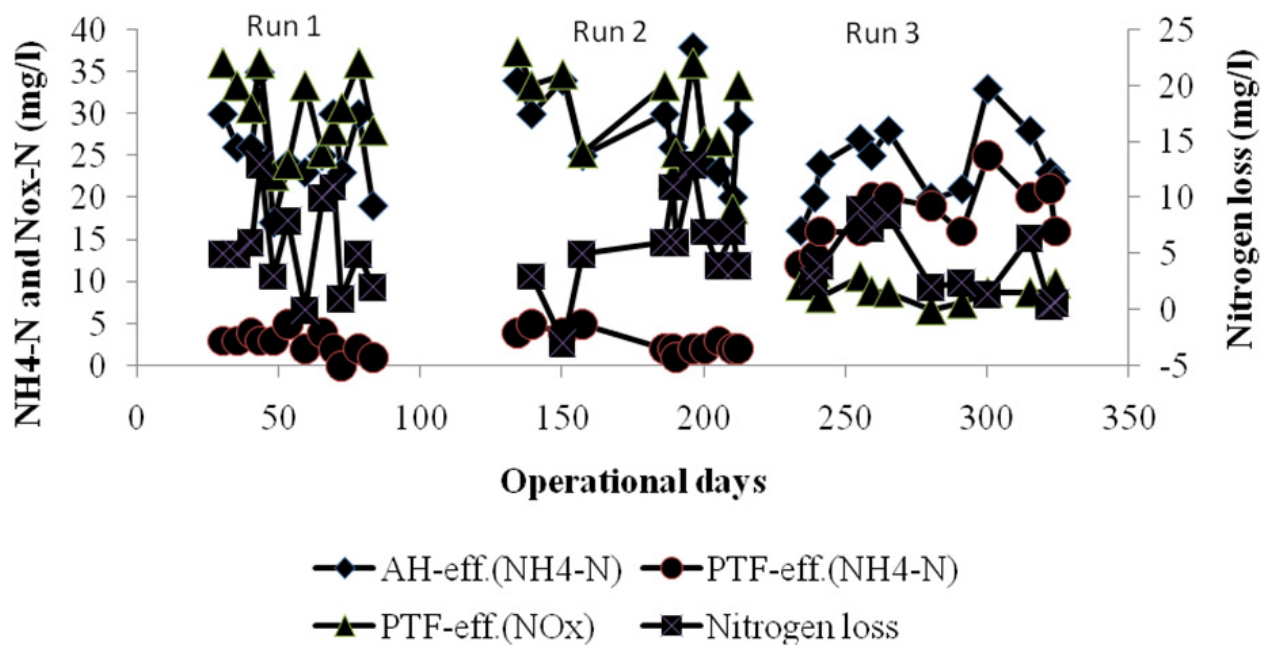 Run 1
Run 2
Run 3
NH4-N and Nox-N (mg/l)
40
35
30
25
20
15
10
5
0
25
20
15
10
5
0
-5
Nitrogen loss (mg/l)
0 50 100 150 200 250 300 350
Operational days
AH-eff.(NH4-N) PTF-eff.(NH4-N)
PTF-eff.(NOx) Nitrogen loss